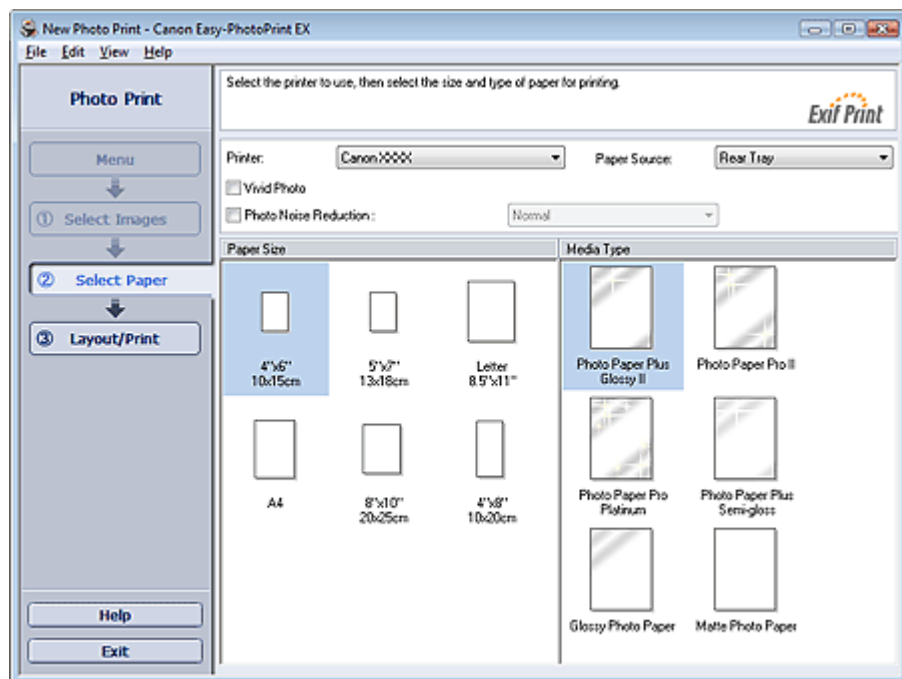 New Photo Print - Canon Easy-PhotoPrint EX
File Edit View Help
Photo Print
Select the printer to use, then select the size and type of paper for printing.
Exif Print
Menu
Printer: Canon XXXX Paper Source: Rear Tray
Vivid Photo
① Select Images
Photo Noise Reduction : Normal
Paper Size Media Type
② Select Paper
③ Layout/Print
4"x6"
10x15cm
5"x7"
13x18cm
Letter
8.5"x11"
Photo Paper Plus
Glossy II
Photo Paper Pro II
A4
8"x10"
20x25cm
4"x8"
10x20cm
Photo Paper Pro
Platinum
Photo Paper Plus
Semi-gloss
Glossy Photo Paper
Matte Photo Paper
Help
Exit